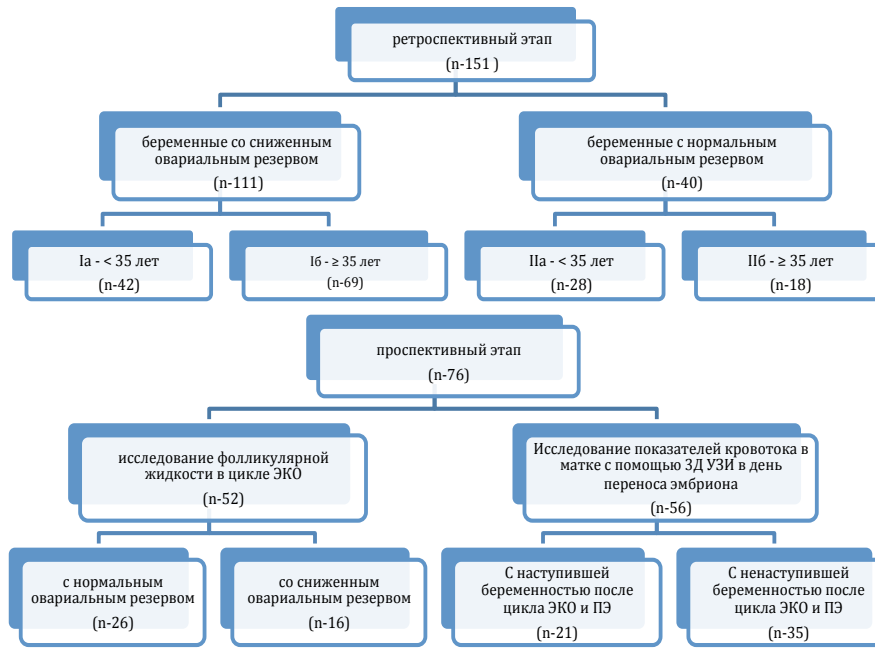 ретроспективный этап
(n-151 )
беременные со сниженным
овариальным резервом
(n-111)
беременные с нормальным
овариальным резервом
(n-40)
Iа - < 35 лет
(n-42)
Iб - ≥ 35 лет
(n-69)
IIа - < 35 лет
(n-28)
IIб - ≥ 35 лет
(n-18)
проспективный этап
(n-76)
исследование фолликулярной
жидкости в цикле ЭКО
(n-52)
Исследование показателей кровотока в
матке с помощью 3Д УЗИ в день
переноса эмбриона
(n-56)
с нормальным
овариальным резервом
(n-26)
со сниженным
овариальным резервом
(n-16)
С наступившей
беременностью после
цикла ЭКО и ПЭ
(n-21)
С ненаступившей
беременностью после
цикла ЭКО и ПЭ
(n-35)